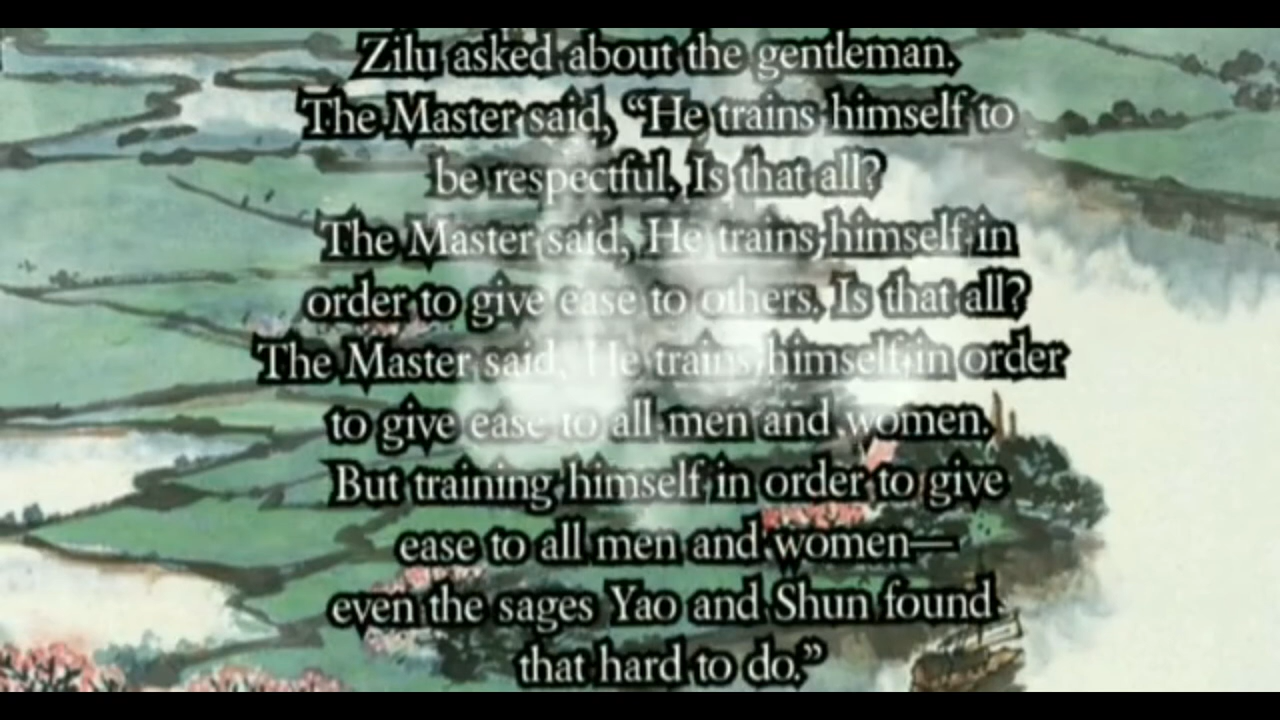 Zilu asked about the gentleman.
The Master said, “He trains himself to
be respectful. Is that all?
The Master said, He trains himself in
order to give ease to others. Is that all?
The Master said, He trains himself in order
to give ease to all men and women.
But training himself in order to give
ease to all men and women—
even the sages Yao and Shun found
that hard to do.”